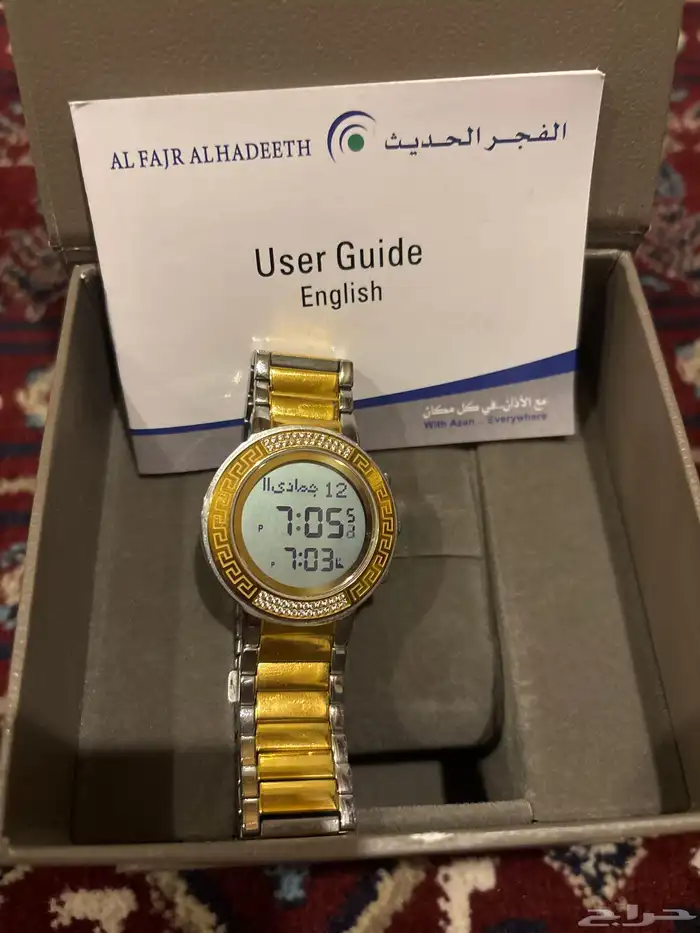 AL FAJR ALHADEETH الفجر الحديث
User Guide
English
مع الأذان..في كل مكان
With Azan .. Everywhere
12 جمادى اا
P 7:05
P 7:03
حراج